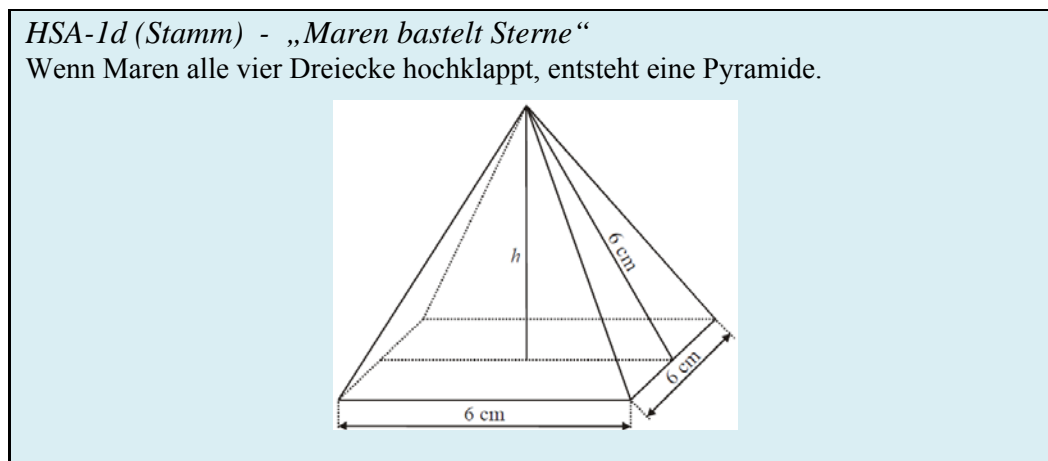 HSA-1d (Stamm) - „Maren bastelt Sterne“
Wenn Maren alle vier Dreiecke hochklappt, entsteht eine Pyramide.
h
6 cm
6 cm
6 cm